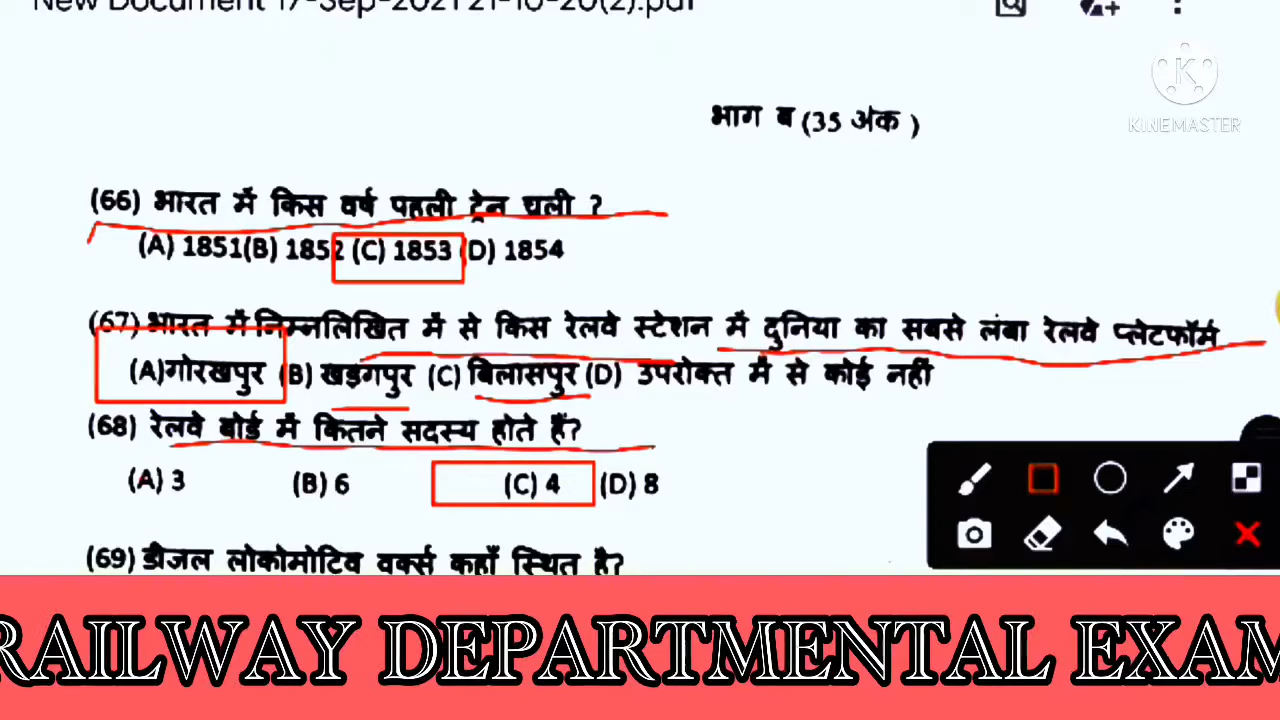 New Document 17-Sep-2021 21-10-20(2).pdf
KINEMASTER
भाग ब (35 अंक )
(66) भारत में किस वर्ष पहली ट्रेन चली ?
(A) 1851(B) 1852 (C) 1853 (D) 1854
(67) भारत में निम्नलिखित में से किस रेलवे स्टेशन में दुनिया का सबसे लंबा रेलवे प्लेटफॉर्म
(A)गोरखपुर (B) खड़गपुर (C) बिलासपुर (D) उपरोक्त में से कोई नहीं
(68) रेलवे बोर्ड में कितने सदस्य होते हैं?
(A) 3 (B) 6 (C) 4 (D) 8
(69) डीजल लोकोमोटिव वर्क्स कहाँ स्थित है?
RAILWAY DEPARTMENTAL EXAM